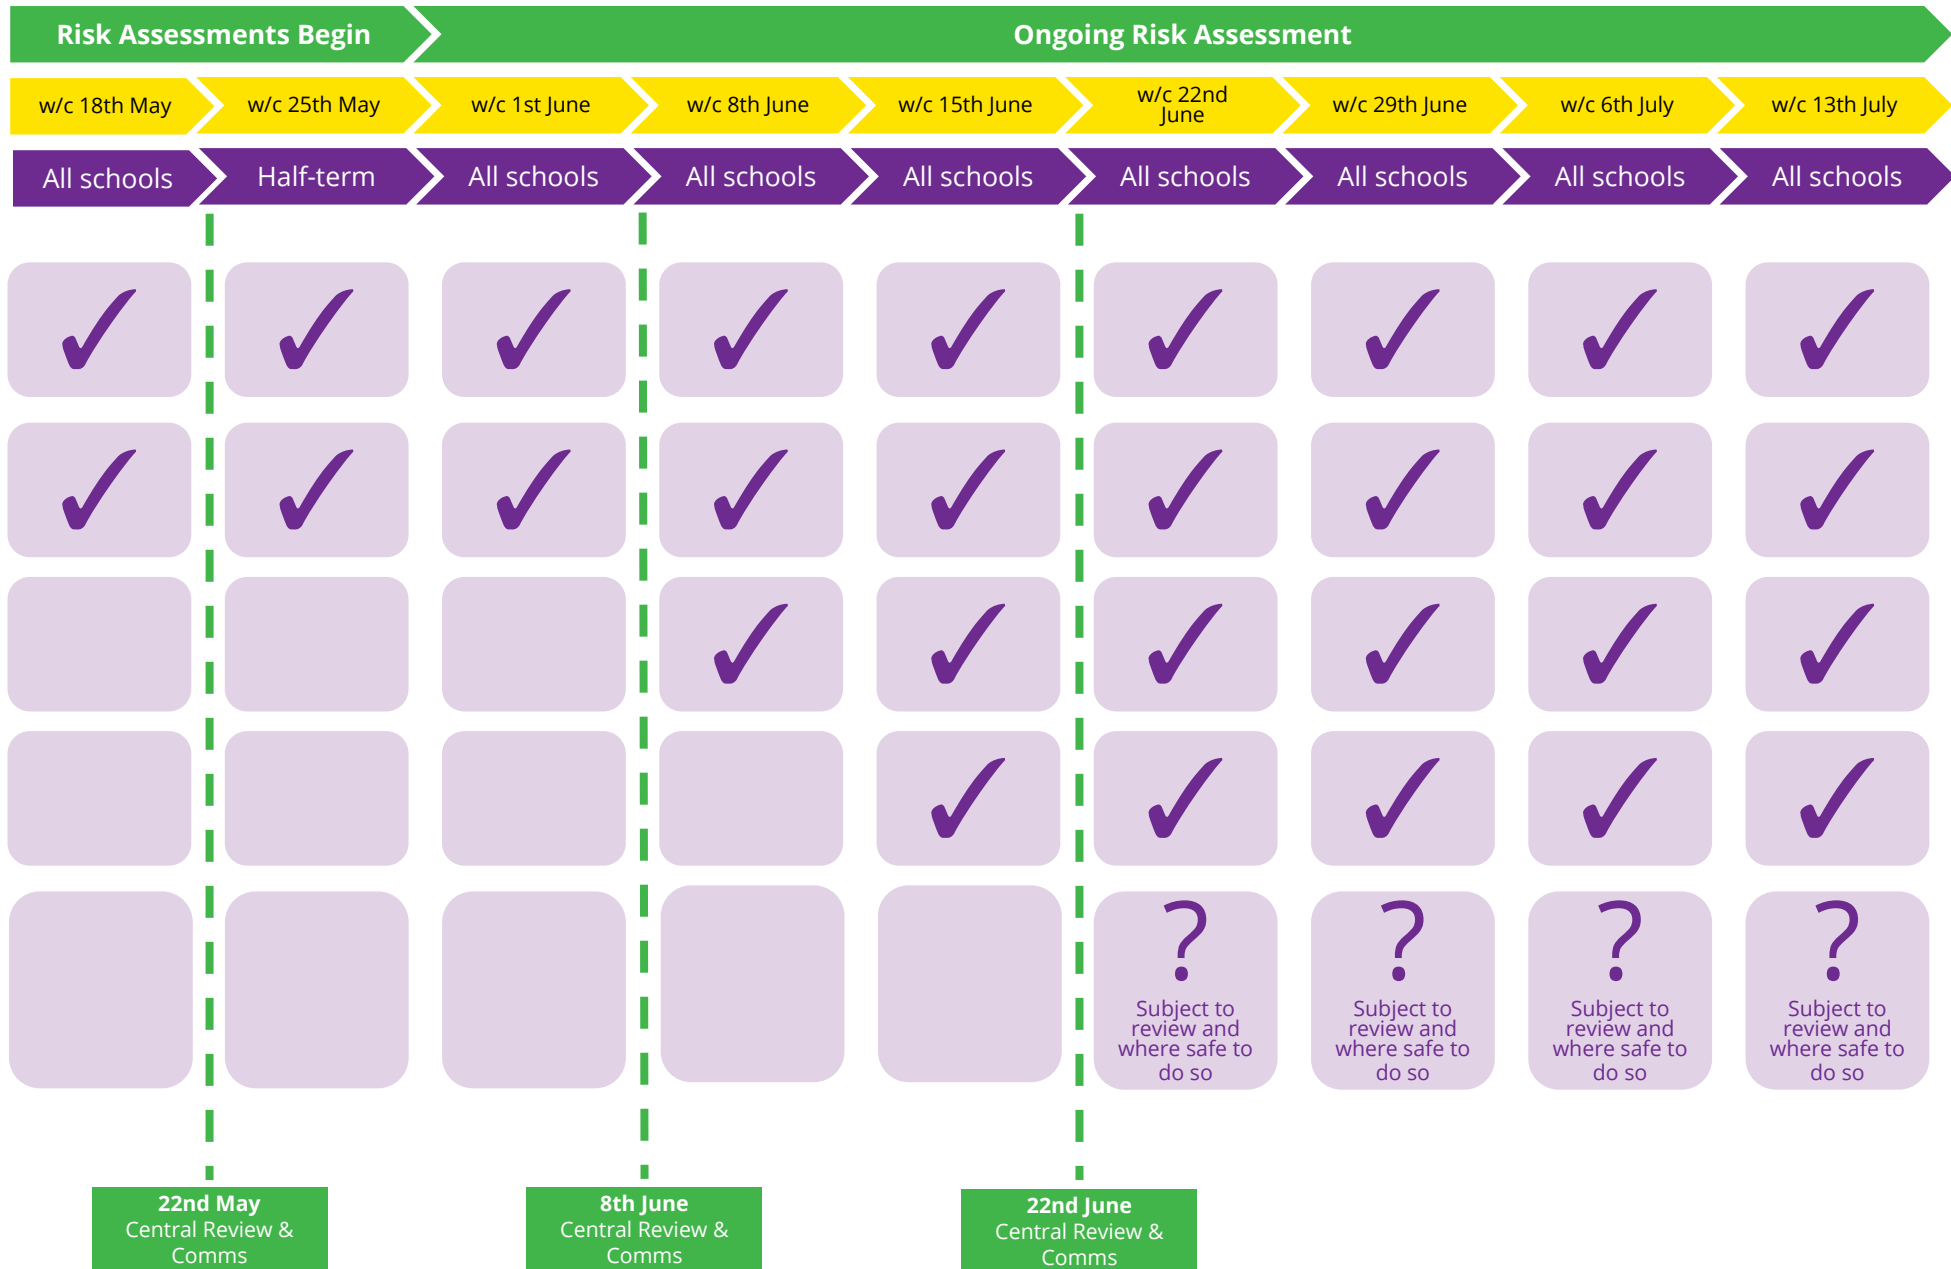 Risk Assessments Begin
Ongoing Risk Assessment
w/c 18th May
w/c 25th May
w/c 1st June
w/c 8th June
w/c 15th June
w/c 22nd
June
w/c 29th June
w/c 6th July
w/c 13th July
All schools
Half-term
All schools
All schools
All schools
All schools
All schools
All schools
All schools
?
Subject to
review and
where safe to
do so
?
Subject to
review and
where safe to
do so
?
Subject to
review and
where safe to
do so
?
Subject to
review and
where safe to
do so
22nd May
Central Review &
Comms
8th June
Central Review &
Comms
22nd June
Central Review &
Comms